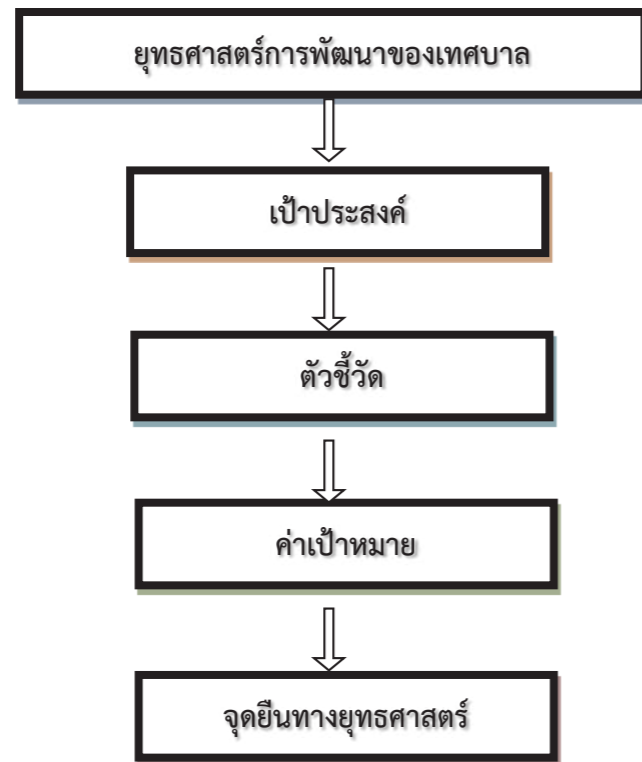 ยุทธศาสตร์การพัฒนาของเทศบาล
เป้าประสงค์
ตัวชี้วัด
ค่าเป้าหมาย
จุดยืนทางยุทธศาสตร์